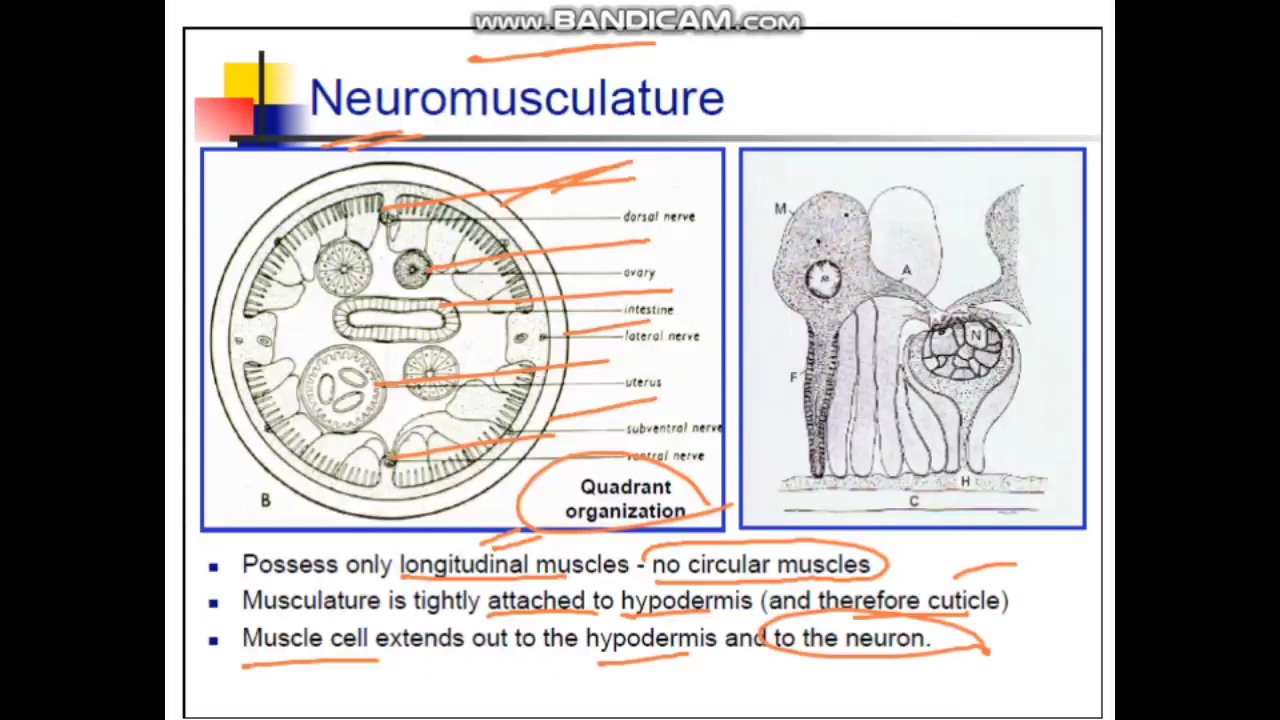 www.BANDICAM.com
Neuromusculature
dorsal nerve
ovary
intestine
lateral nerve
uterus
subventral nerve
ventral nerve
B
Quadrant
organization
M
A
N
F
H
C
Possess only longitudinal muscles - no circular muscles
Musculature is tightly attached to hypodermis (and therefore cuticle)
Muscle cell extends out to the hypodermis and to the neuron.